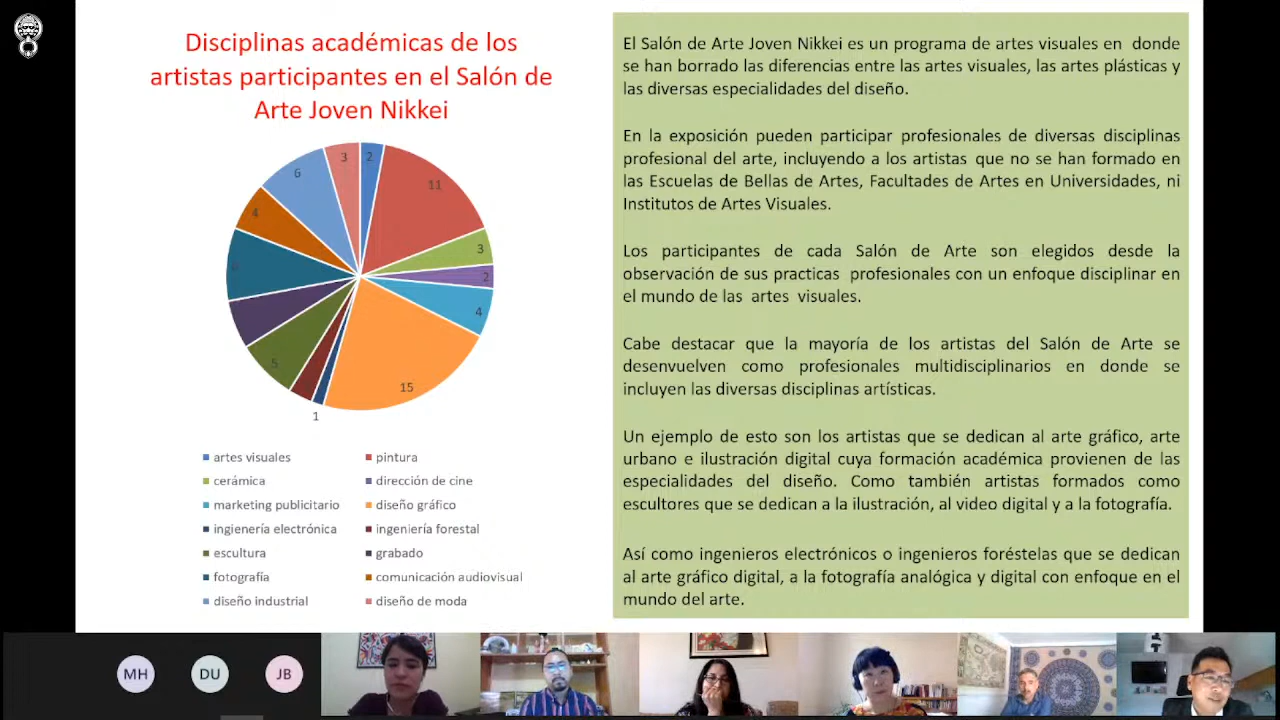 Disciplinas académicas de los
artistas participantes en el Salón de
Arte Joven Nikkei
3
2
6
11
4
3
2
4
5
15
1
artes visuales
pintura
cerámica
dirección de cine
marketing publicitario
diseño gráfico
ingienería electrónica
ingeniería forestal
escultura
grabado
fotografía
comunicación audiovisual
diseño industrial
diseño de moda
El Salón de Arte Joven Nikkei es un programa de artes visuales en donde
se han borrado las diferencias entre las artes visuales, las artes plásticas y
las diversas especialidades del diseño.
En la exposición pueden participar profesionales de diversas disciplinas
profesional del arte, incluyendo a los artistas que no se han formado en
las Escuelas de Bellas de Artes, Facultades de Artes en Universidades, ni
Institutos de Artes Visuales.
Los participantes de cada Salón de Arte son elegidos desde la
observación de sus practicas profesionales con un enfoque disciplinar en
el mundo de las artes visuales.
Cabe destacar que la mayoría de los artistas del Salón de Arte se
desenvuelven como profesionales multidisciplinarios en donde se
incluyen las diversas disciplinas artísticas.
Un ejemplo de esto son los artistas que se dedican al arte gráfico, arte
urbano e ilustración digital cuya formación académica provienen de las
especialidades del diseño. Como también artistas formados como
escultores que se dedican a la ilustración, al video digital y a la fotografía.
Así como ingenieros electrónicos o ingenieros foréstelas que se dedican
al arte gráfico digital, a la fotografía analógica y digital con enfoque en el
mundo del arte.
MH
DU
JB